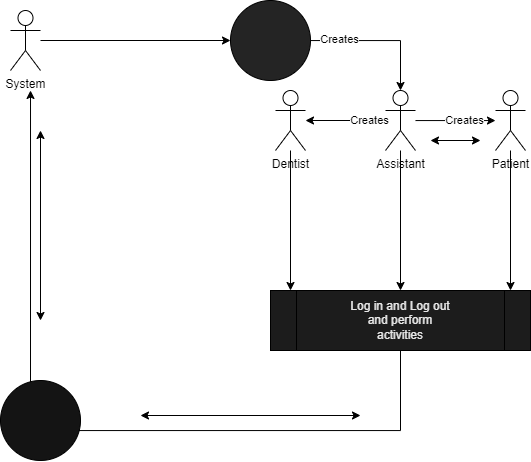 Creates
System
Creates
Creates
Dentist
Assistant
Patient
Log in and Log out
and perform
activities